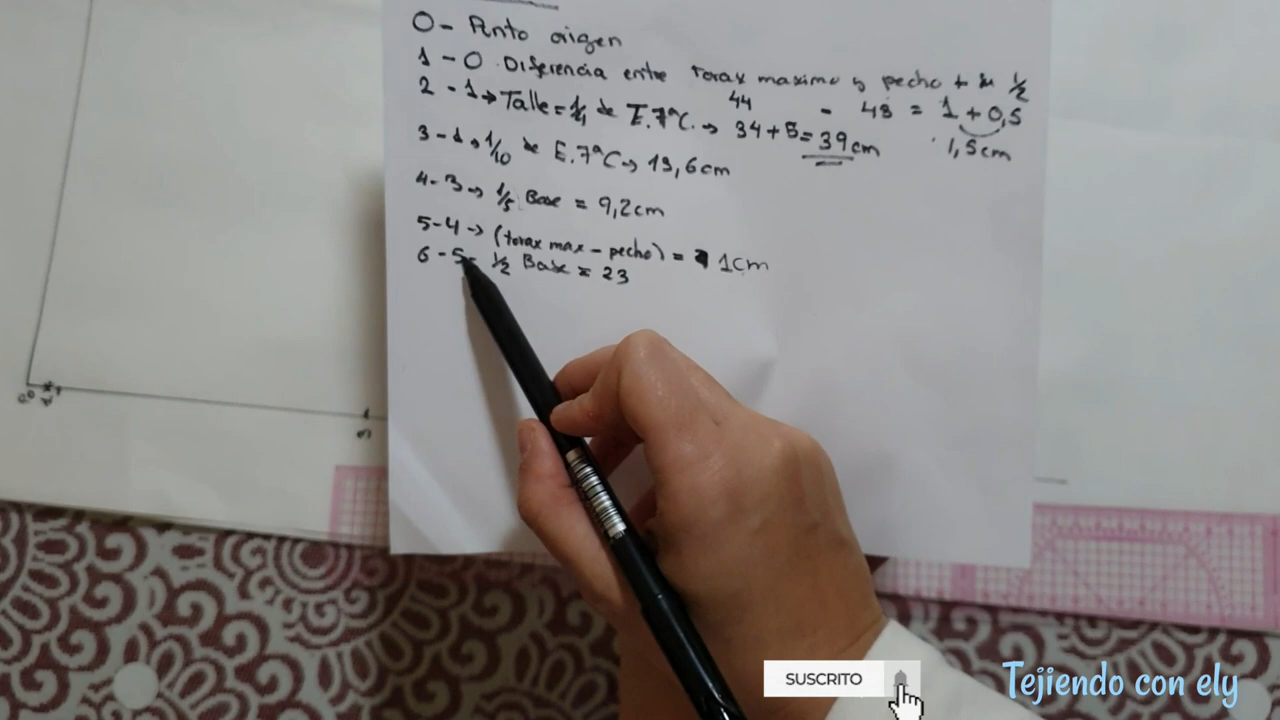 0 - Punto origen
1 - 0 Diferencia entre torax maximo y pecho + 1/2
44 - 43 = 1 + 0,5
1,5cm
2 - 1 → Talle = 1/4 de E.7ªC. → 34 + 5 = 39cm
3 - 1 → 1/10 de E.7ªC → 13,6cm
4 - 3 → 1/5 Base = 9,2cm
5 - 4 → (torax max - pecho) = 1cm
6 - 5 = 1/2 Base = 23
SUSCRITO
Tejiendo con ely